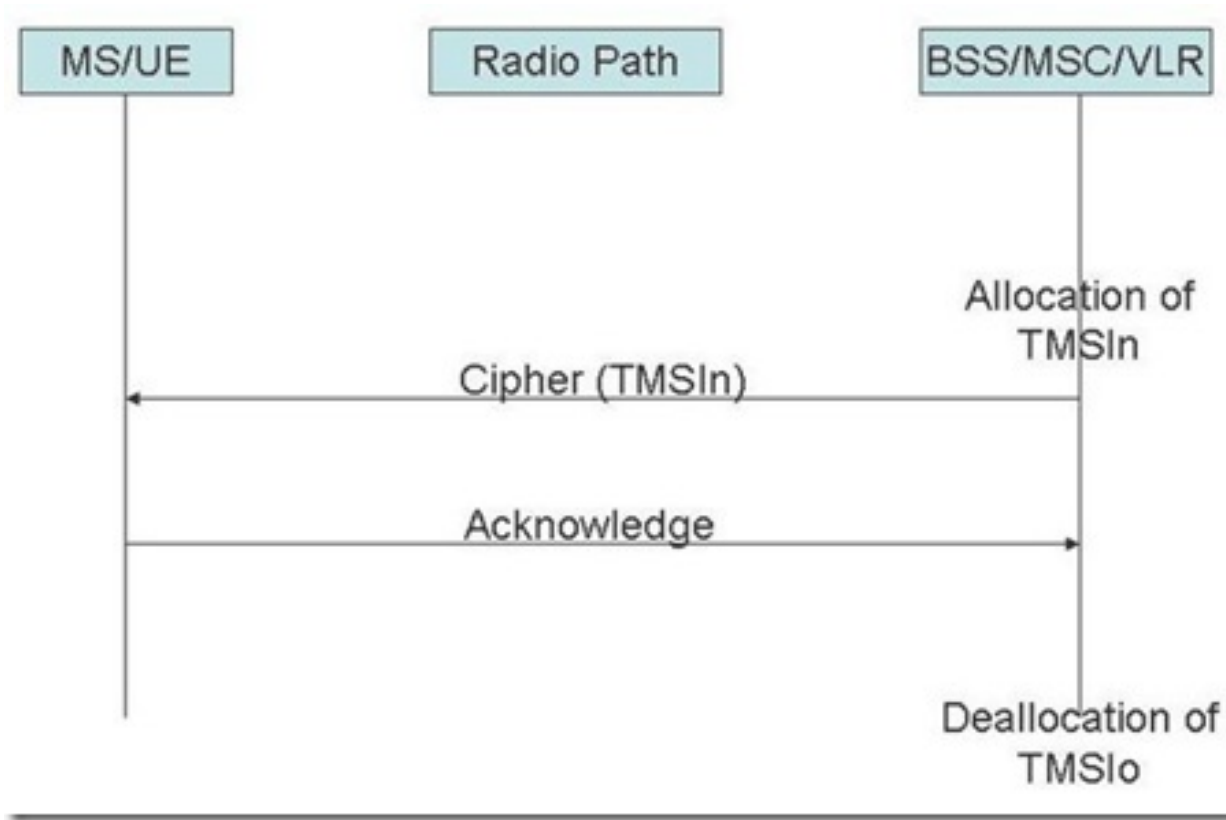 MS/UE
Radio Path
BSS/MSC/VLR
Allocation of
TMSIn
Cipher (TMSIn)
Acknowledge
Deallocation of
TMSIo